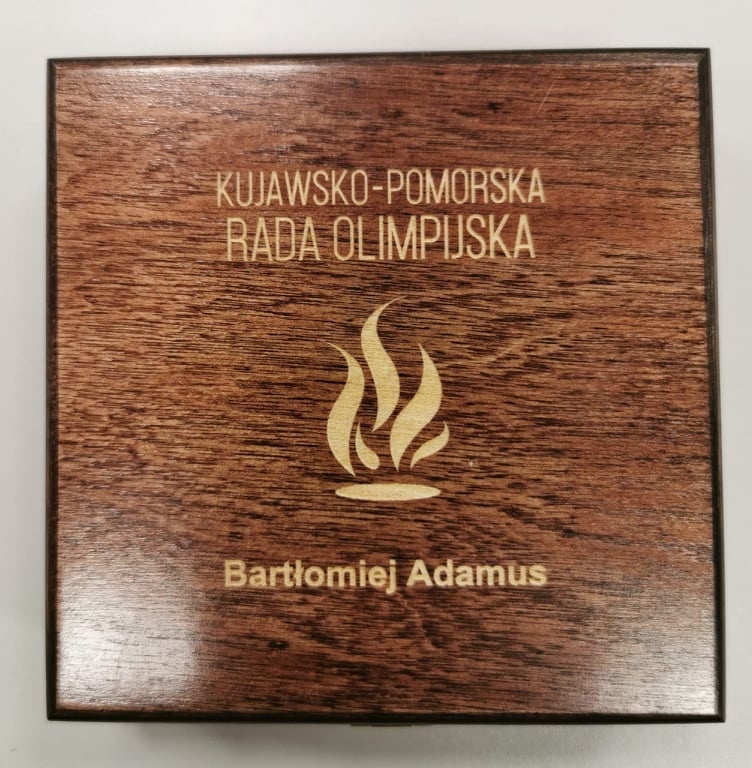 KUJAWSKO-POMORSKA
RADA OLIMPIJSKA
Bartłomiej Adamus